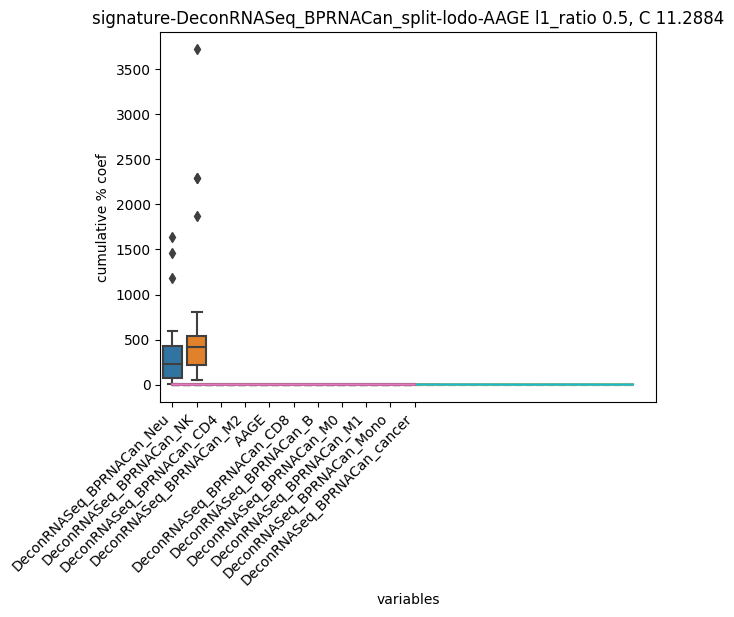 signature-DeconRNASeq_BPRNACan_split-lodo-AAGE l1_ratio 0.5, C 11.2884
cumulative % coef
3500
3000
2500
2000
1500
1000
500
0
DeconRNASeq_BPRNACan_Neu
DeconRNASeq_BPRNACan_NK
DeconRNASeq_BPRNACan_CD4
DeconRNASeq_BPRNACan_M2
AAGE
DeconRNASeq_BPRNACan_CD8
DeconRNASeq_BPRNACan_B
DeconRNASeq_BPRNACan_M0
DeconRNASeq_BPRNACan_M1
DeconRNASeq_BPRNACan_Mono
DeconRNASeq_BPRNACan_cancer
variables